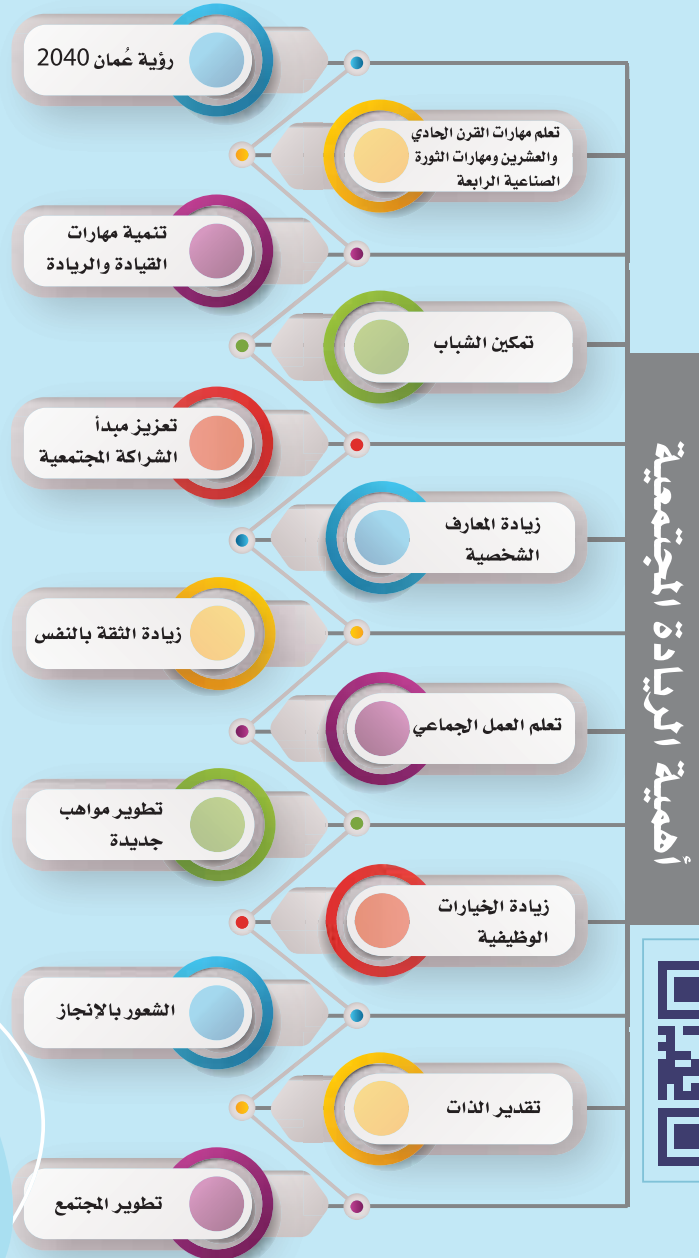 أهمية الريادة المجتمعية
رؤية عُمان 2040
تعلم مهارات القرن الحادي
والعشرين ومهارات الثورة
الصناعية الرابعة
تنمية مهارات
القيادة والريادة
تمكين الشباب
تعزيز مبدأ
الشراكة المجتمعية
زيادة المعارف
الشخصية
زيادة الثقة بالنفس
تعلم العمل الجماعي
تطوير مواهب
جديدة
زيادة الخيارات
الوظيفية
الشعور بالإنجاز
تقدير الذات
تطوير المجتمع